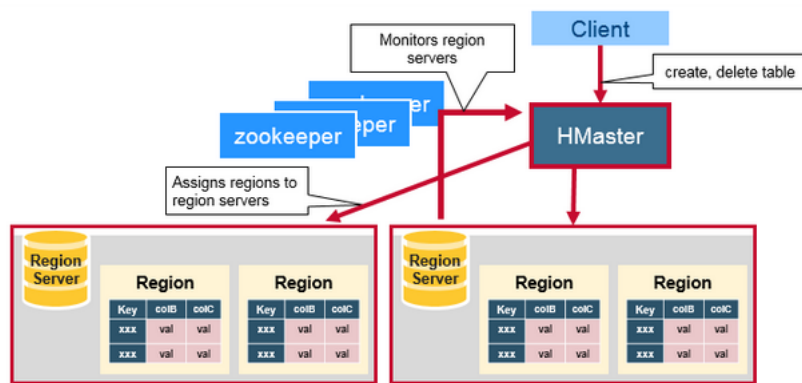 Client
Monitors region
servers
create, delete table
zookeeper
HMaster
Assigns regions to
region servers
Region
Server
Region
Key colB colC
xxx val val
xxx val val
Region
Key colB colC
xxx val val
xxx val val
Region
Server
Region
Key colB colC
xxx val val
xxx val val
Region
Key colB colC
xxx val val
xxx val val